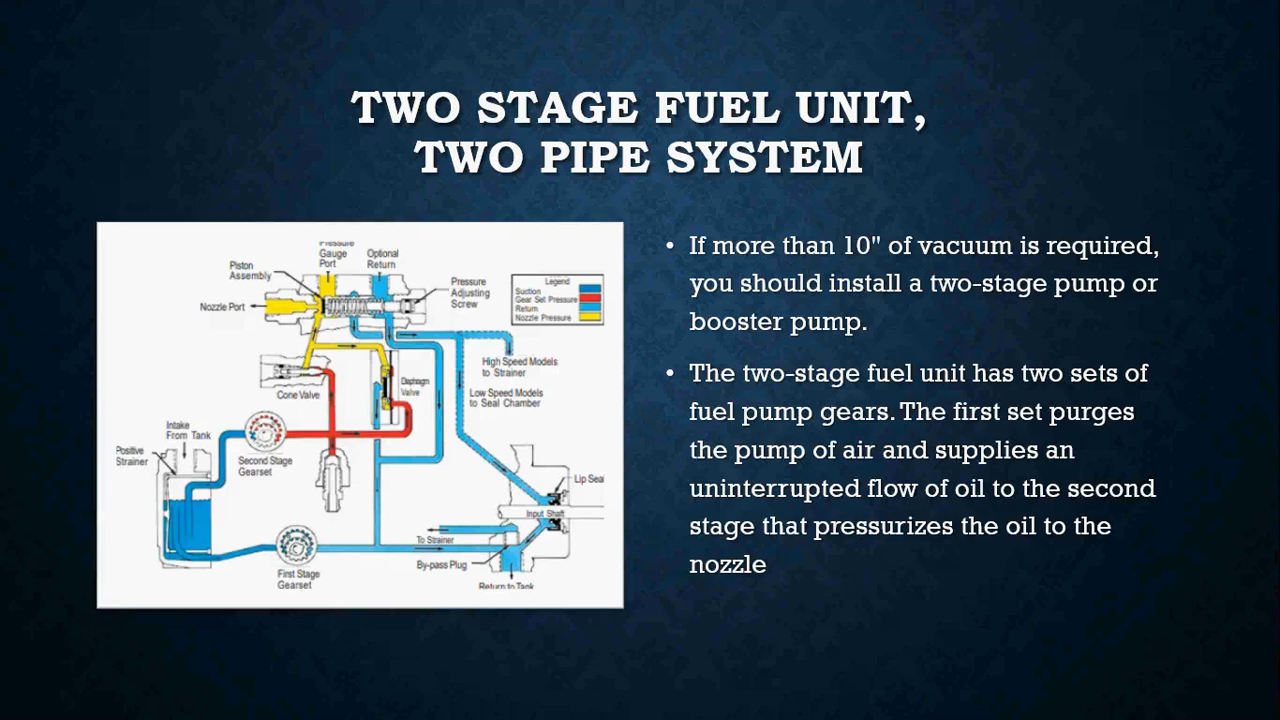 TWO STAGE FUEL UNIT,
TWO PIPE SYSTEM
Pressure
Gauge
Port
Optional
Return
Piston
Assembly
Pressure
Adjusting
Screw
Nozzle Port
Legend
Suction
Gear Set Pressure
Return
Nozzle Pressure
High Speed Models
to Strainer
Diaphragm
Valve
Cone Valve
Low Speed Models
to Seal Chamber
Intake
From Tank
Positive
Strainer
Second Stage
Gearset
Lip Seal
Input Shaft
To Strainer
By-pass Plug
First Stage
Gearset
Return to Tank
• If more than 10" of vacuum is required,
you should install a two-stage pump or
booster pump.
• The two-stage fuel unit has two sets of
fuel pump gears. The first set purges
the pump of air and supplies an
uninterrupted flow of oil to the second
stage that pressurizes the oil to the
nozzle